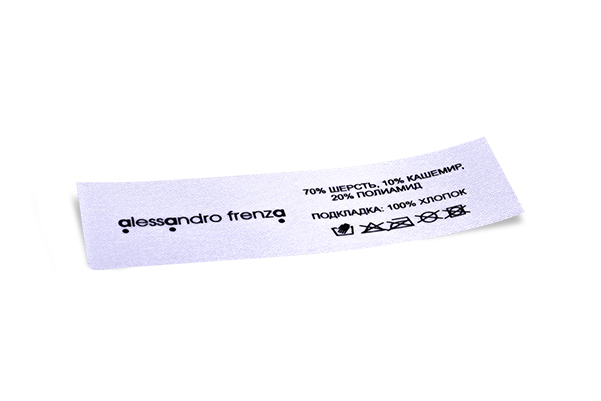 alessandro frenza
70% ШЕРСТЬ, 10% КАШЕМИР,
20% ПОЛИАМИД
ПОДКЛАДКА: 100% ХЛОПОК